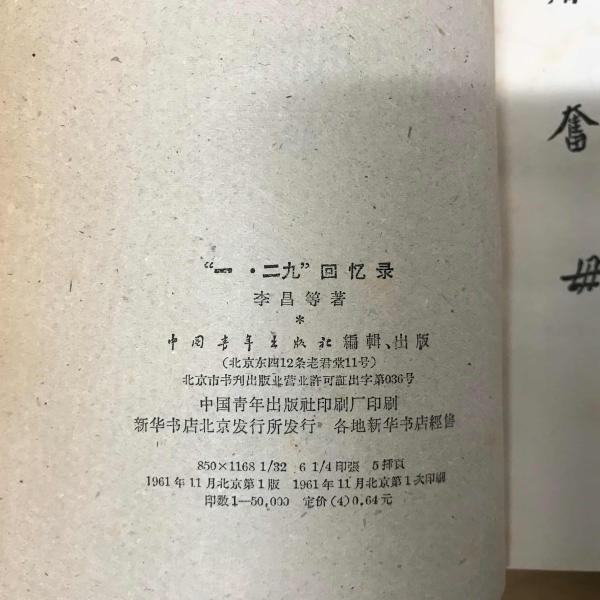 “一·二九”回忆录
李昌等著
*
中国青年出版社 編輯、出版
(北京东四12条老君堂11号)
北京市书刊出版业营业許可証出字第036号
中国青年出版社印刷厂印刷
新华书店北京发行所发行 各地新华书店經售
850×1168 1/32 6 1/4 印張 5 揷頁
1961年11月北京第1版 1961年11月北京第1次印刷
印数1—50,000 定价(4)0.64元
奮